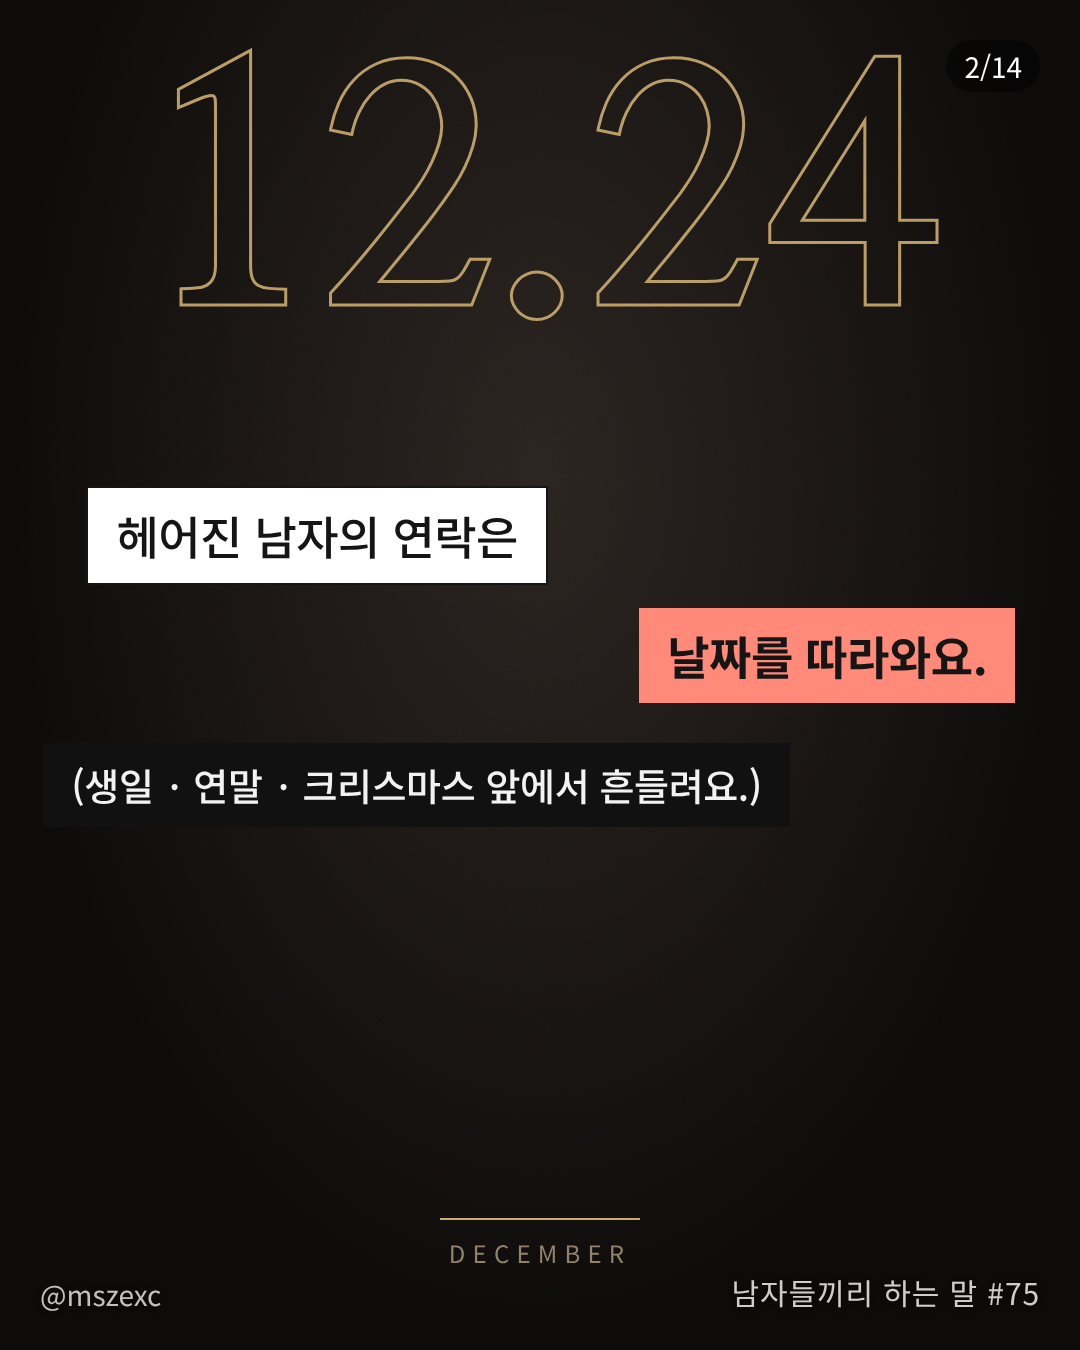 12.24
2/14
헤어진 남자의 연락은
날짜를 따라와요.
(생일 · 연말 · 크리스마스 앞에서 흔들려요.)
DECEMBER
@mszexc
남자들끼리 하는 말 #75